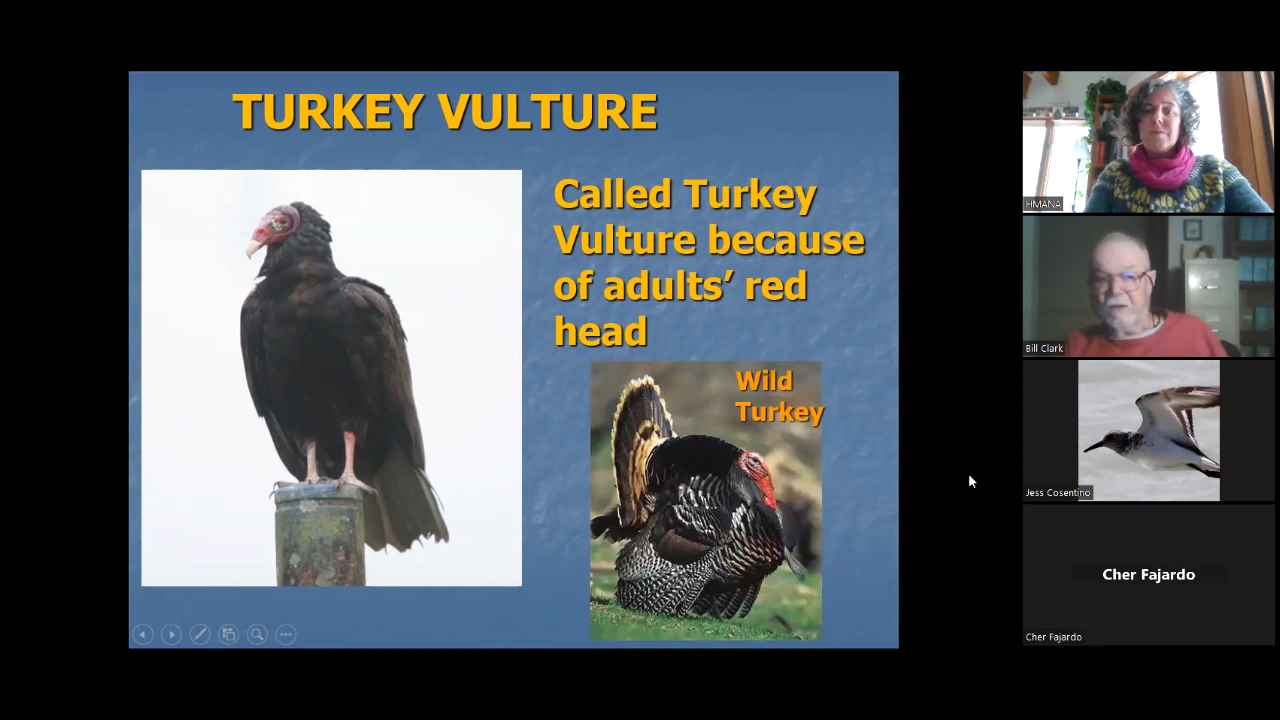 TURKEY VULTURE
Called Turkey
Vulture because
of adults’ red
head
Wild
Turkey
HMANA
Bill Clark
Jess Cosentino
Cher Fajardo
Cher Fajardo